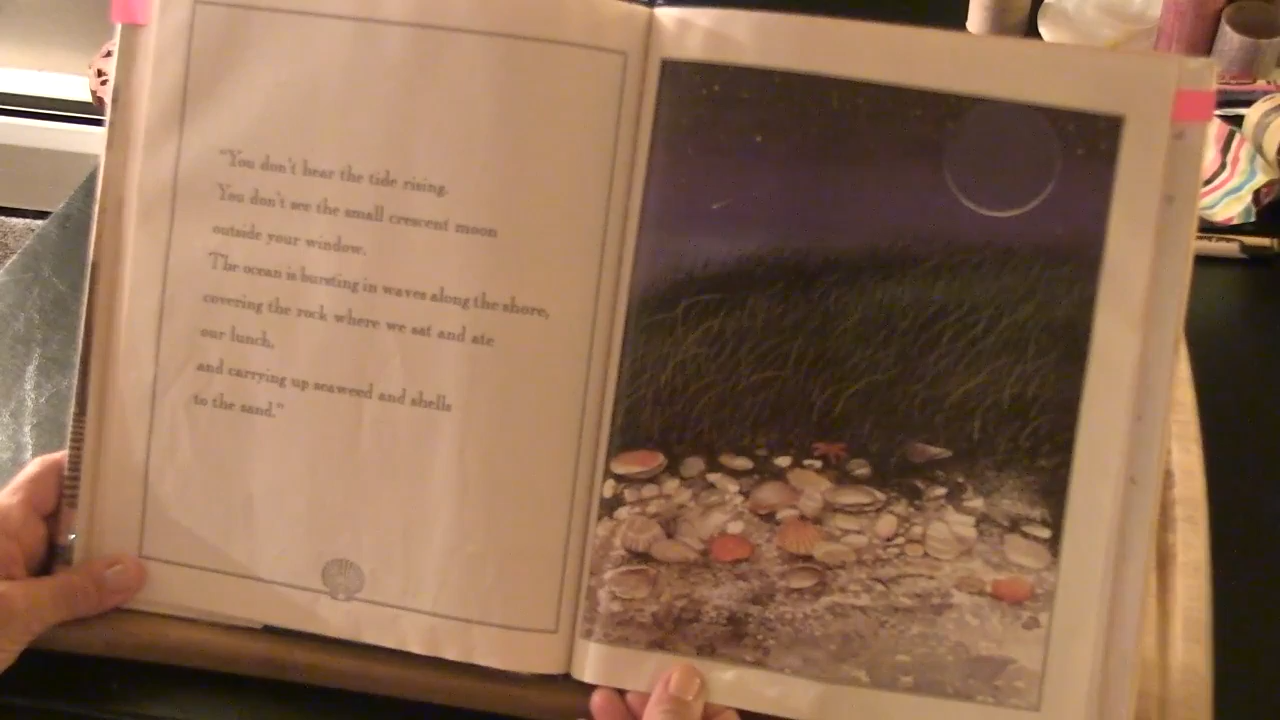 "You don't hear the tide rising.
You don't see the small crescent moon
outside your window.
The ocean is bursting in waves along the shore,
covering the rock where we sat and ate
our lunch,
and carrying up seaweed and shells
to the sand."